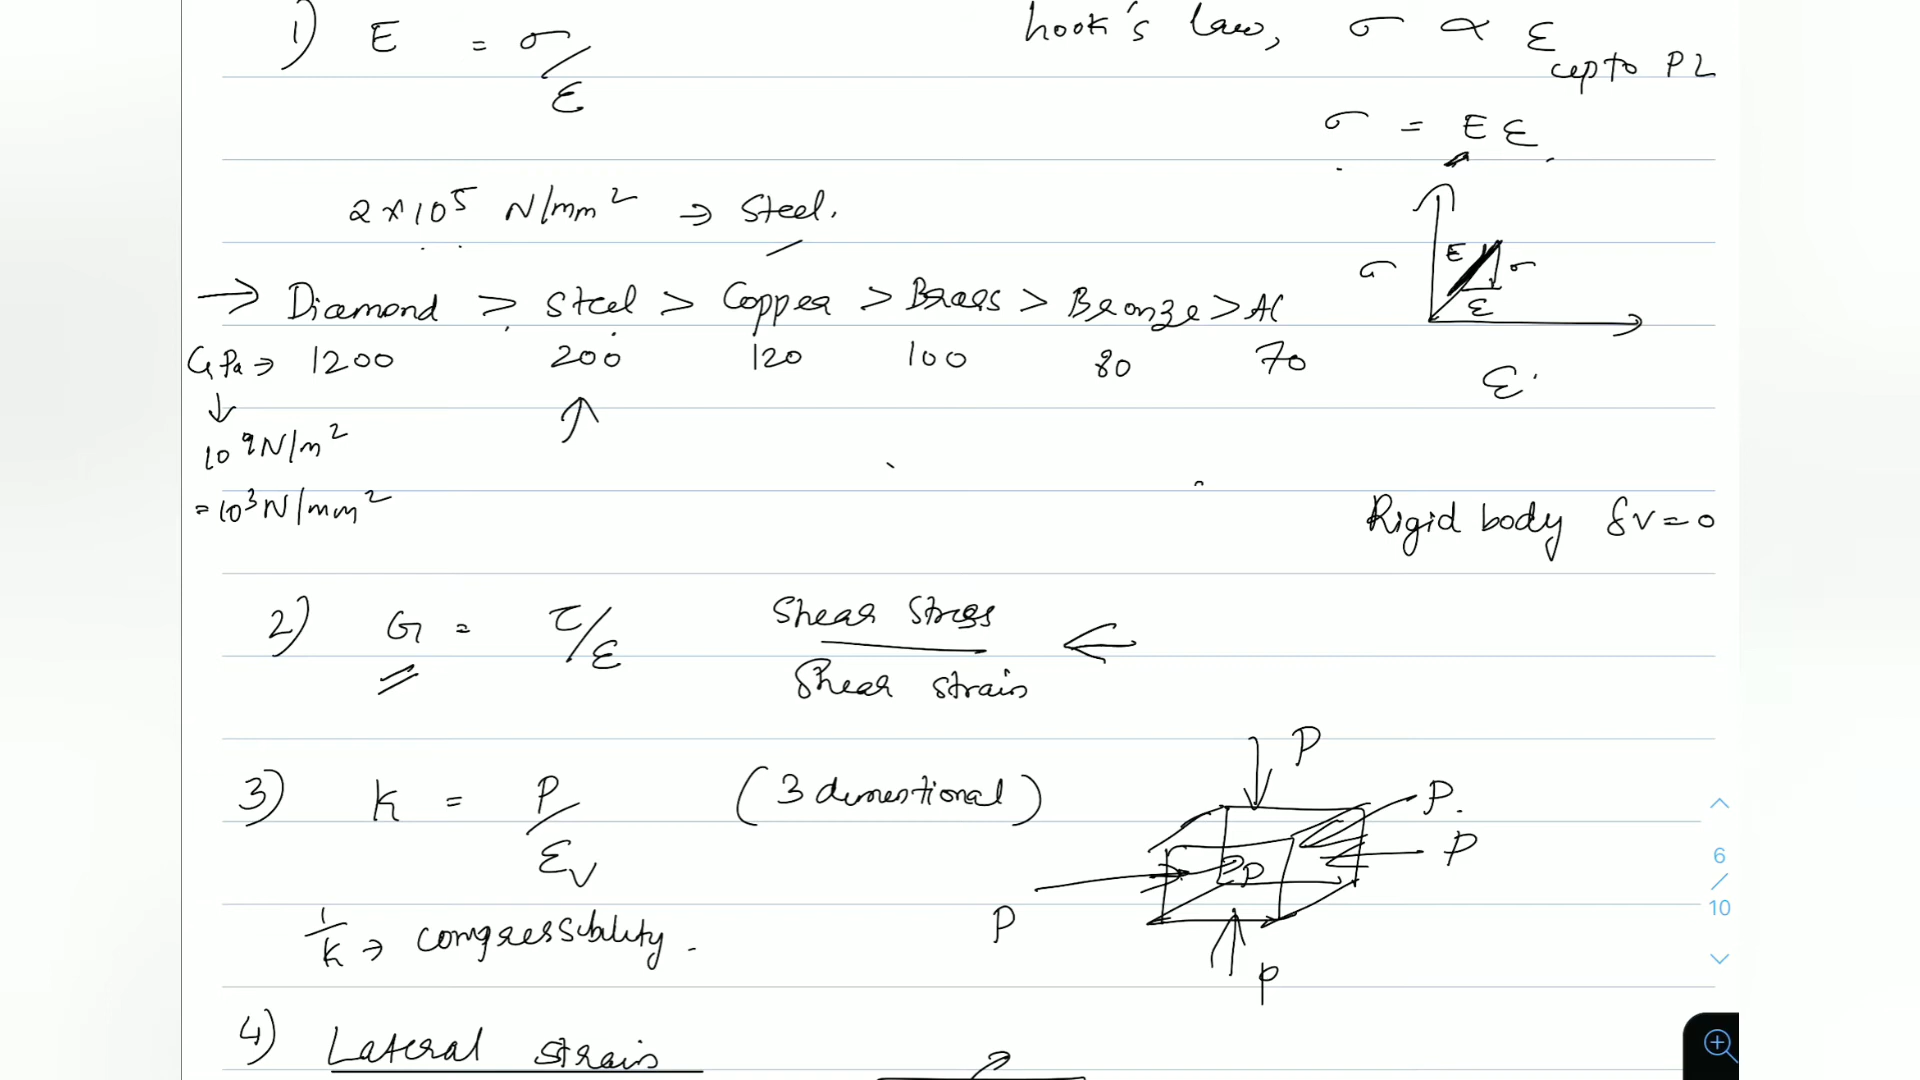 1) E = σ/ε hook's law, σ ∝ ε
upto PL
σ = E ε
2×10⁵ N/mm² ⇒ Steel.
E σ
σ ε
→ Diamond > Steel > Copper > Brass > Bronze > Al
GPa → 1200 200 120 100 80 70
ε
↓
10⁹ N/m²
= 10³ N/mm²
Rigid body δv = 0
2) G = τ/ε Shear stress / Shear strain ←
P
3) K = P/εv (3 dimentional)
P.
P
P
P
1/K → compressibility.
P
4) Lateral strain
6
/
10